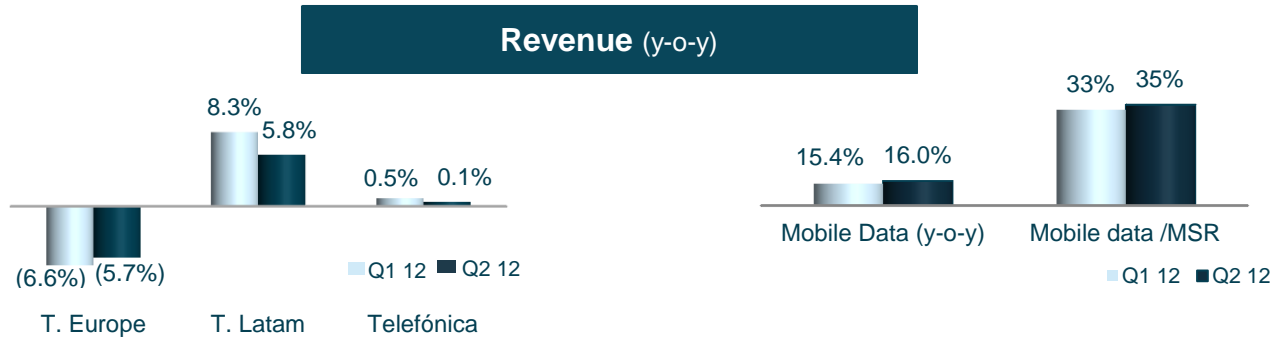 Revenue (y-o-y)
8.3%
5.8%
0.5%
0.1%
(6.6%)
(5.7%)
Q1 12 Q2 12
T. Europe T. Latam Telefónica
33%
35%
15.4%
16.0%
Mobile Data (y-o-y) Mobile data /MSR
Q1 12 Q2 12